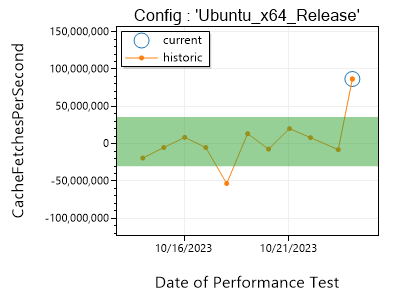 Config : 'Ubuntu_x64_Release'
current
historic
CacheFetchesPerSecond
150,000,000
100,000,000
50,000,000
0
-50,000,000
-100,000,000
10/16/2023
10/21/2023
Date of Performance Test